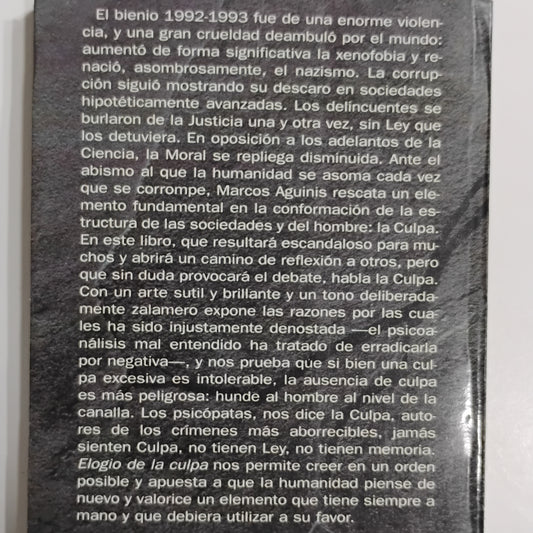 El bienio 1992-1993 fue de una enorme violen-
cia, y una gran crueldad deambuló por el mundo:
aumentó de forma significativa la xenofobia y re-
nació, asombrosamente, el nazismo. La corrup-
ción siguió mostrando su descaro en sociedades
hipotéticamente avanzadas. Los delincuentes se
burlaron de la Justicia una y otra vez, sin Ley que
los detuviera. En oposición a los adelantos de la
Ciencia, la Moral se repliega disminuida. Ante el
abismo al que la humanidad se asoma cada vez
que se corrompe, Marcos Aguinis rescata un ele-
mento fundamental en la conformación de la es-
tructura de las sociedades y del hombre: la Culpa.
En este libro, que resultará escandaloso para mu-
chos y abrirá un camino de reflexión a otros, pero
que sin duda provocará el debate, habla la Culpa.
Con un arte sutil y brillante y un tono deliberada-
mente zalamero expone las razones por las cua-
les ha sido injustamente denostada —el psicoa-
nálisis mal entendido ha tratado de erradicarla
por negativa—, y nos prueba que si bien una cul-
pa excesiva es intolerable, la ausencia de culpa
es más peligrosa: hunde al hombre al nivel de la
canalla. Los psicópatas, nos dice la Culpa, auto-
res de los crímenes más aborrecibles, jamás
sienten Culpa, no tienen Ley, no tienen memoria.
Elogio de la culpa nos permite creer en un orden
posible y apuesta a que la humanidad piense de
nuevo y valorice un elemento que tiene siempre a
mano y que debiera utilizar a su favor.